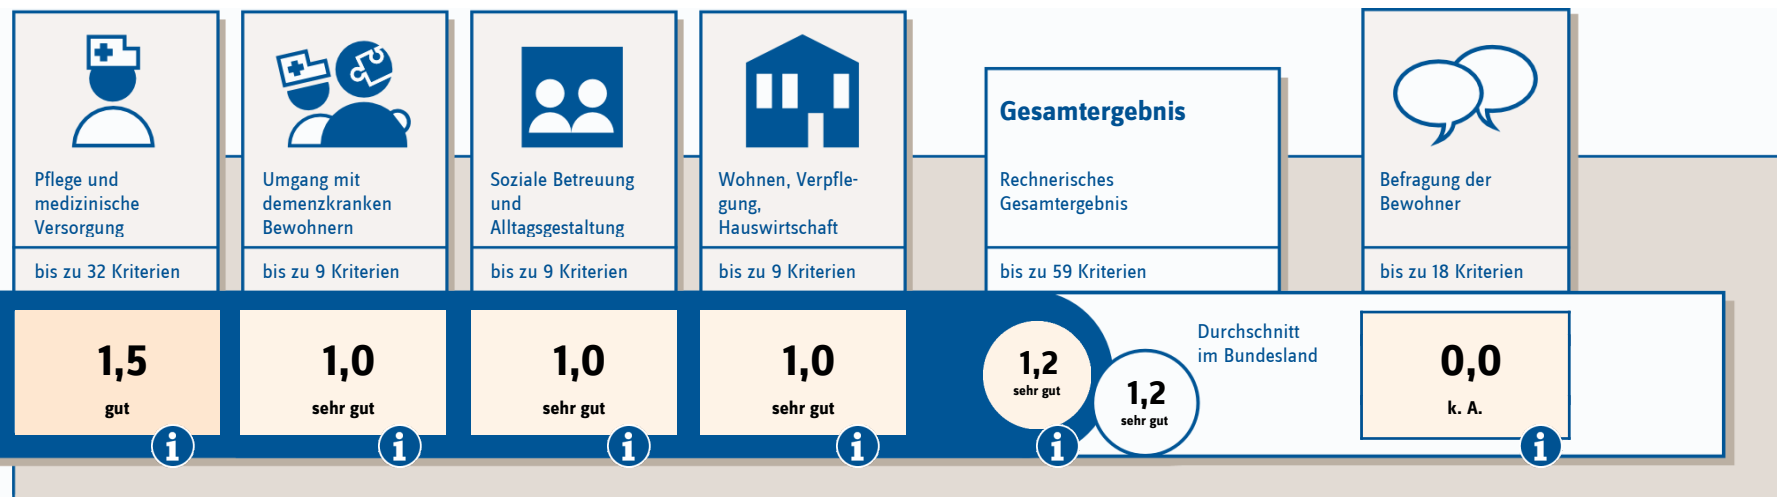 Pflege und
medizinische
Versorgung
bis zu 32 Kriterien
1,5
gut
Umgang mit
demenzkranken
Bewohnern
bis zu 9 Kriterien
1,0
sehr gut
Soziale Betreuung
und
Alltagsgestaltung
bis zu 9 Kriterien
1,0
sehr gut
Wohnen, Verpfle-
gung,
Hauswirtschaft
bis zu 9 Kriterien
1,0
sehr gut
Gesamtergebnis
Rechnerisches
Gesamtergebnis
bis zu 59 Kriterien
1,2
sehr gut
Durchschnitt
im Bundesland
1,2
sehr gut
Befragung der
Bewohner
bis zu 18 Kriterien
0,0
k. A.